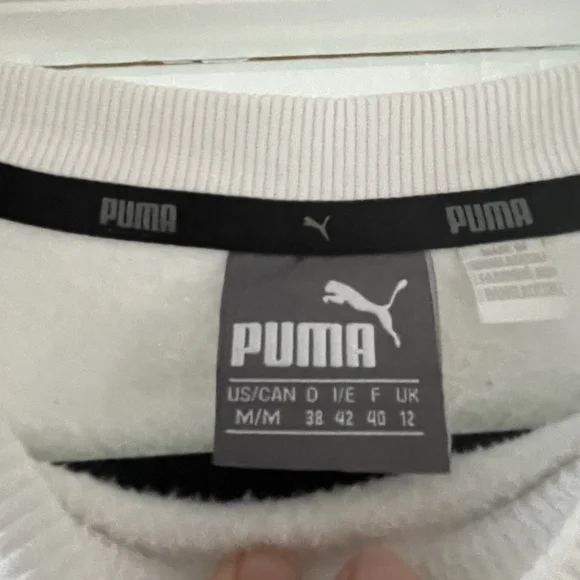 PUMA PUMA
PUMA
US/CAN D I/E F UK
M/M 38 42 40 12